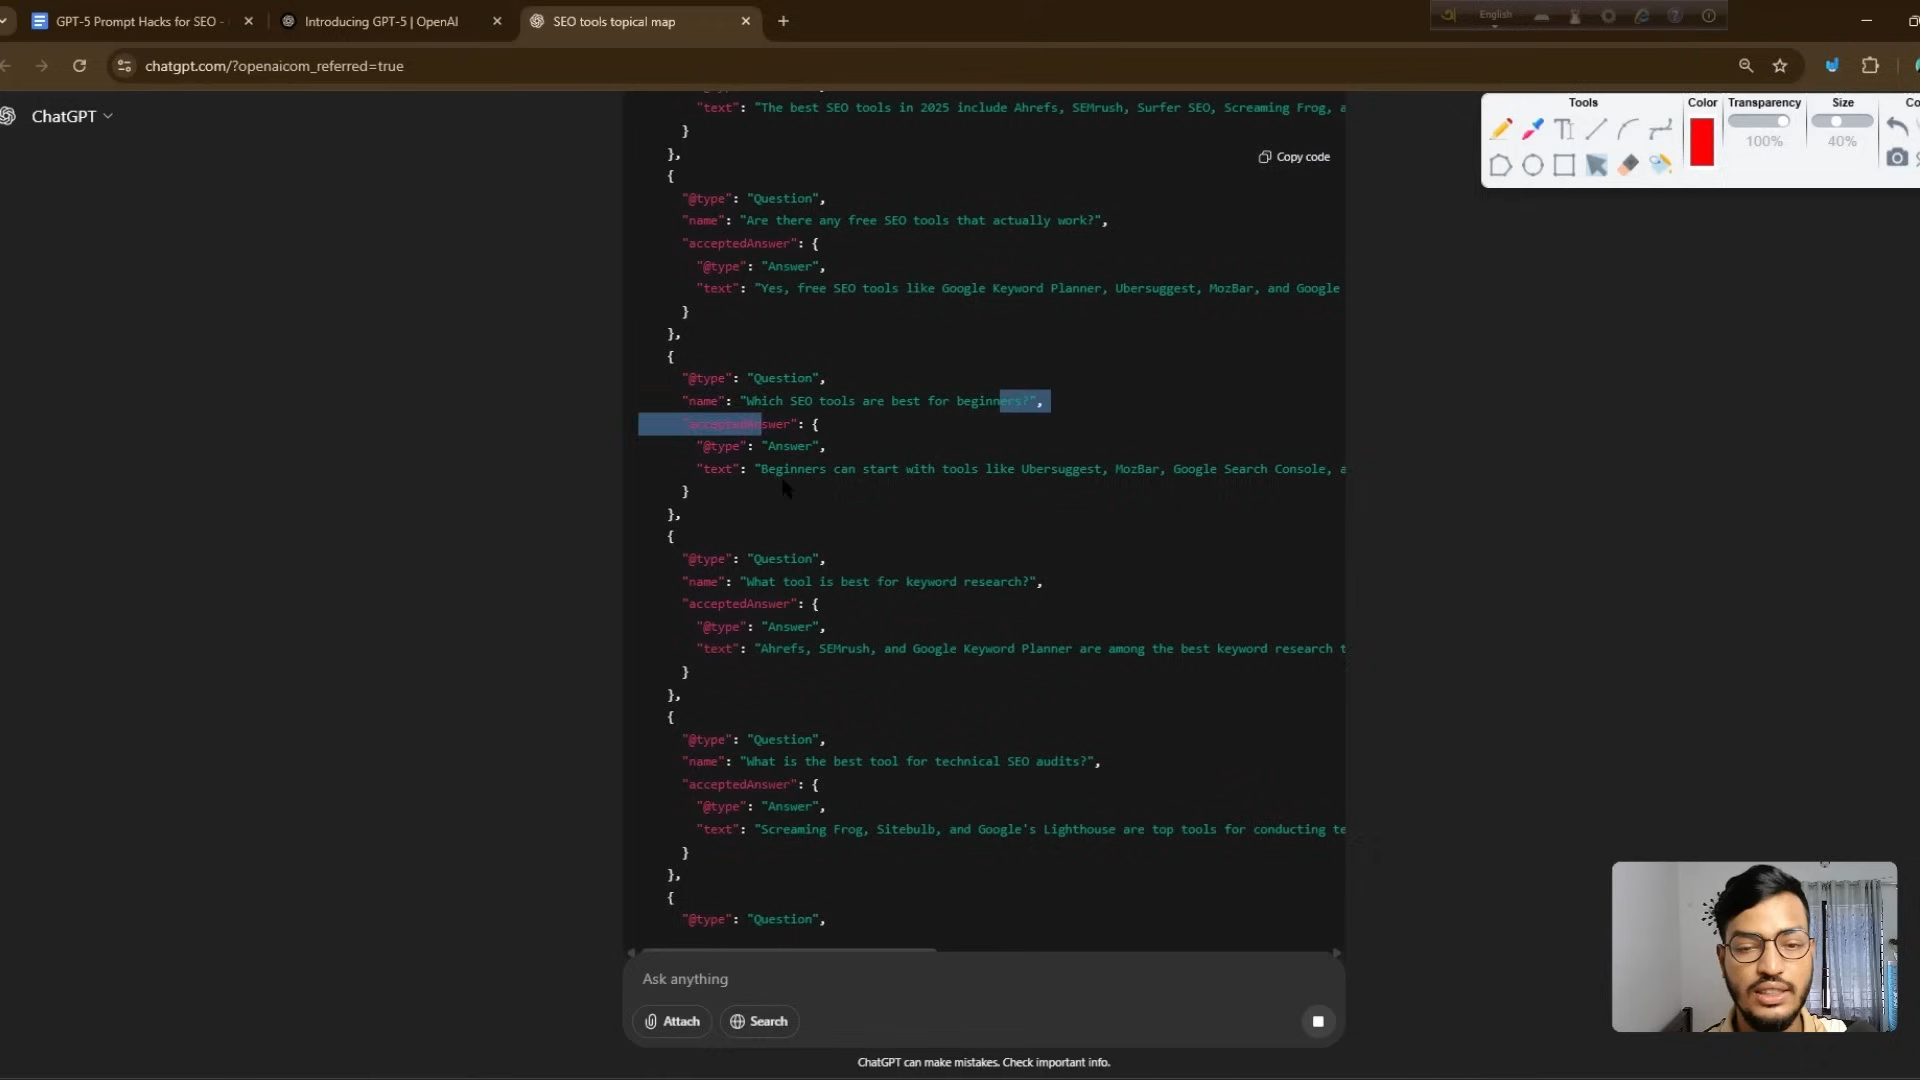 GPT-5 Prompt Hacks for SEO -
Introducing GPT-5 | OpenAI
SEO tools topical map
English
chatgpt.com/?openaicom_referred=true
ChatGPT
Tools
Color
Transparency
Size
100%
40%
Copy code
"text": "The best SEO tools in 2025 include Ahrefs, SEMrush, Surfer SEO, Screaming Frog, a
}
},
{
"@type": "Question",
"name": "Are there any free SEO tools that actually work?",
"acceptedAnswer": {
"@type": "Answer",
"text": "Yes, free SEO tools like Google Keyword Planner, Ubersuggest, MozBar, and Google
}
},
{
"@type": "Question",
"name": "Which SEO tools are best for beginners?",
"acceptedAnswer": {
"@type": "Answer",
"text": "Beginners can start with tools like Ubersuggest, MozBar, Google Search Console, a
}
},
{
"@type": "Question",
"name": "What tool is best for keyword research?",
"acceptedAnswer": {
"@type": "Answer",
"text": "Ahrefs, SEMrush, and Google Keyword Planner are among the best keyword research t
}
},
{
"@type": "Question",
"name": "What is the best tool for technical SEO audits?",
"acceptedAnswer": {
"@type": "Answer",
"text": "Screaming Frog, Sitebulb, and Google's Lighthouse are top tools for conducting te
}
},
{
"@type": "Question",
Ask anything
Attach
Search
ChatGPT can make mistakes. Check important info.